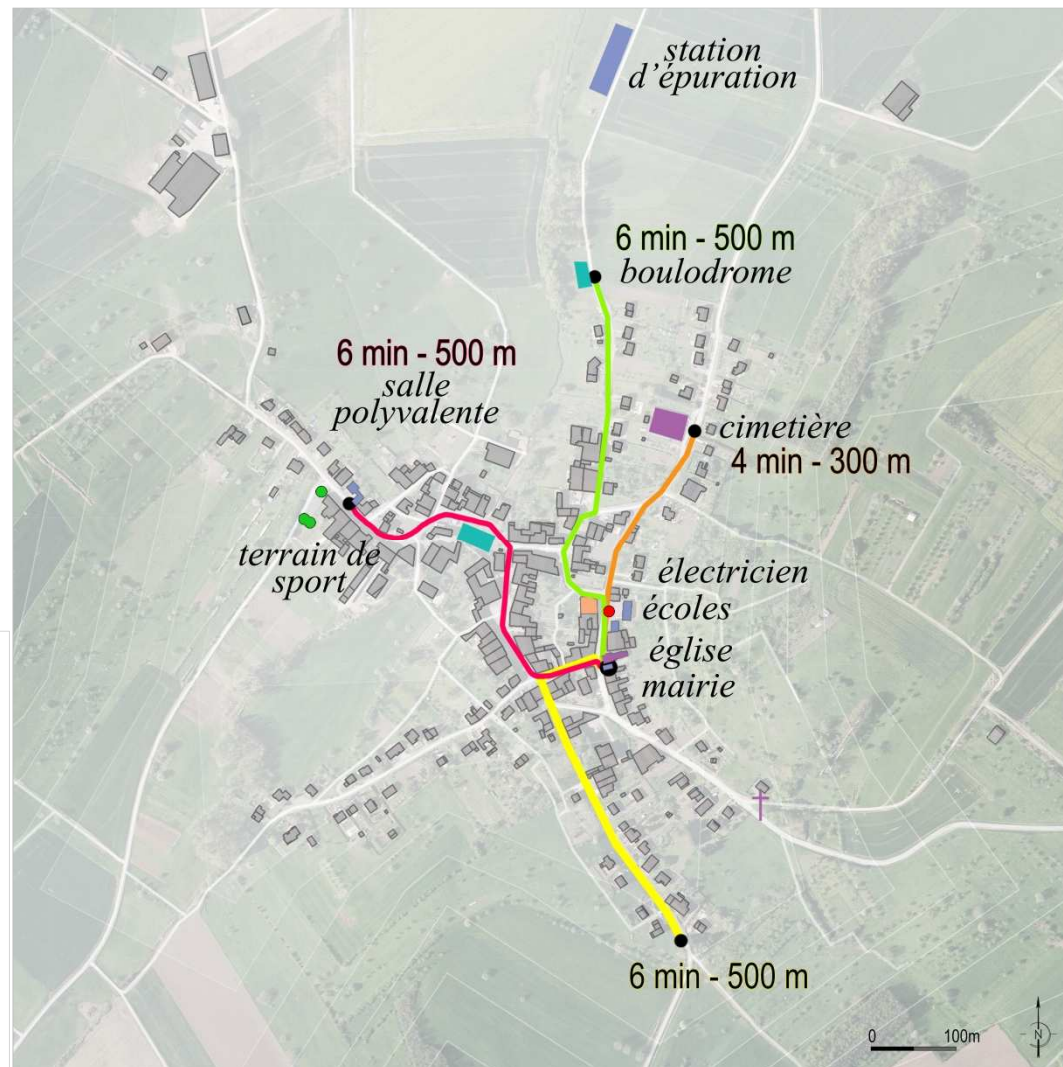 station
d'épuration
6 min - 500 m
boulodrome
6 min - 500 m
salle
polyvalente
cimetière
4 min - 300 m
terrain de
sport
électricien
écoles
église
mairie
6 min - 500 m
0 100m
N